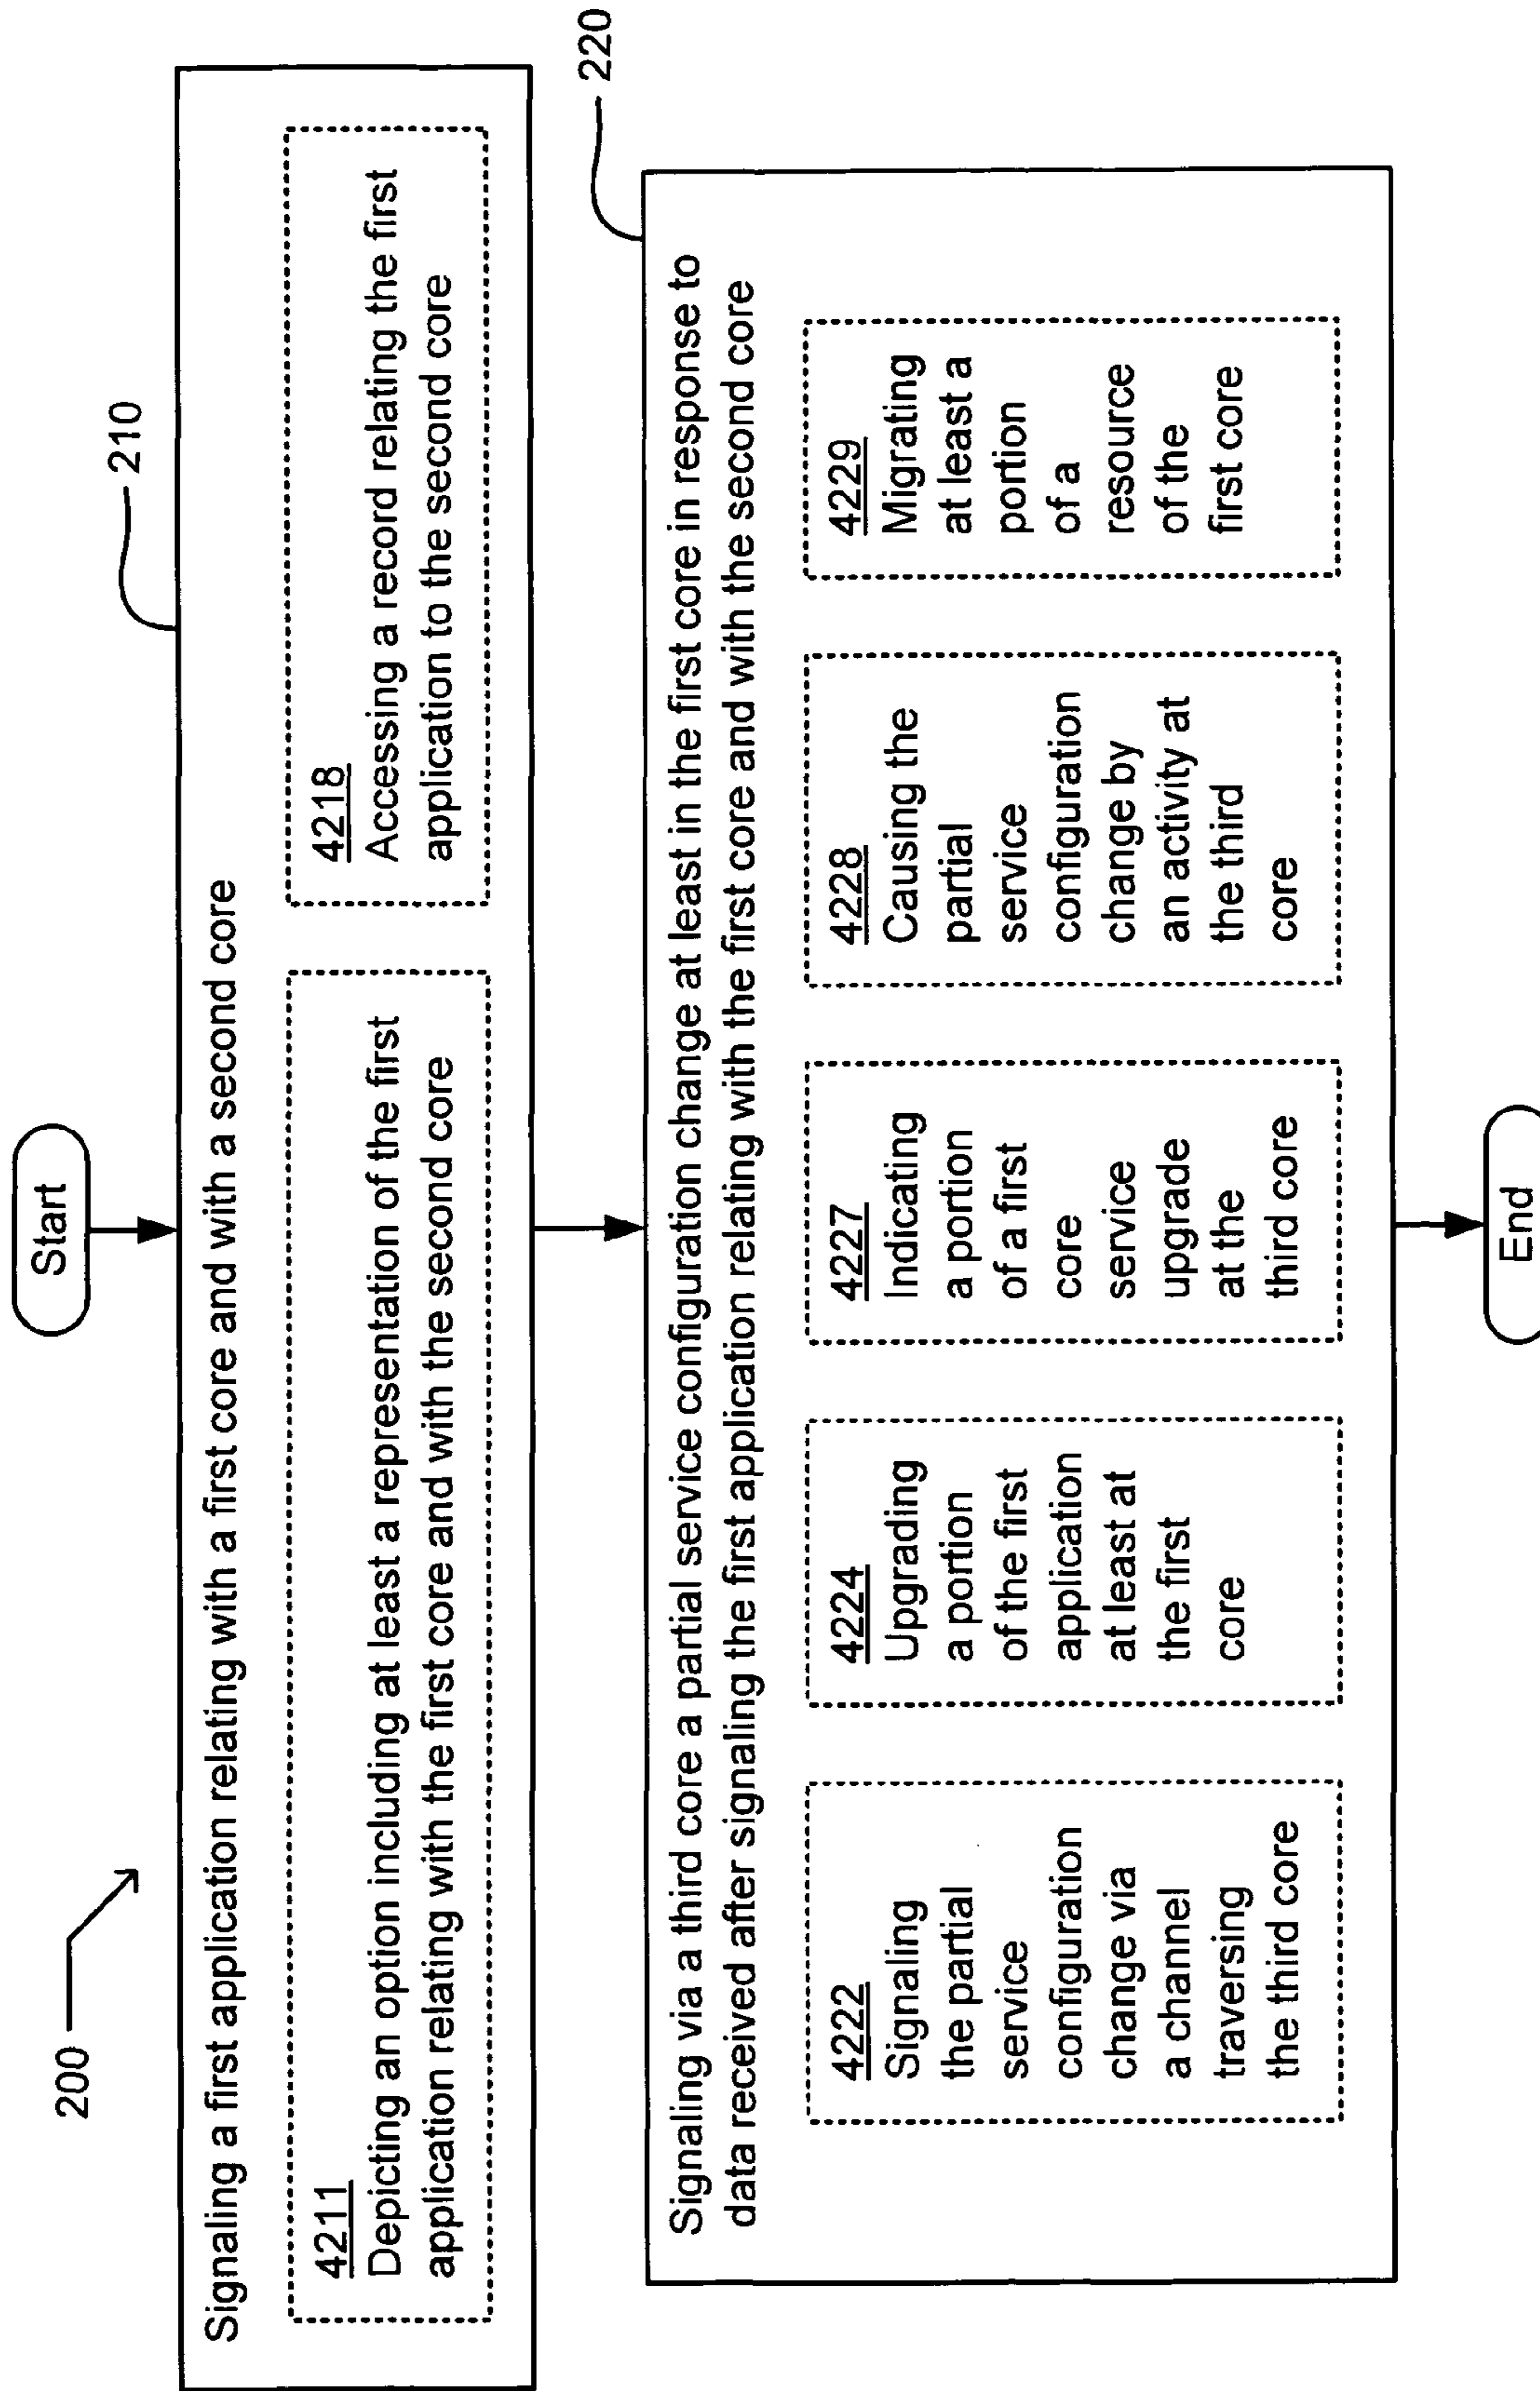 200
Start
210
Signaling a first application relating with a first core and with a second core
4211
Depicting an option including at least a representation of the first
application relating with the first core and with the second core
4218
Accessing a record relating the first
application to the second core
220
Signaling via a third core a partial service configuration change at least in the first core in response to
data received after signaling the first application relating with the first core and with the second core
4222
Signaling
the partial
service
configuration
change via
a channel
traversing
the third core
4224
Upgrading
a portion
of the first
application
at least at
the first
core
4227
Indicating
a portion
of a first
core
service
upgrade
at the
third core
4228
Causing the
partial
service
configuration
change by
an activity at
the third
core
4229
Migrating
at least a
portion
of a
resource
of the
first core
End